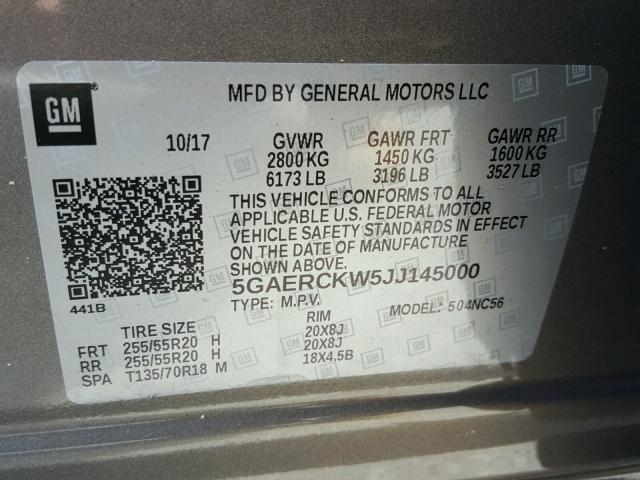 GM
MFD BY GENERAL MOTORS LLC
10/17 GVWR GAWR FRT GAWR RR
2800 KG 1450 KG 1600 KG
6173 LB 3196 LB 3527 LB
THIS VEHICLE CONFORMS TO ALL
APPLICABLE U.S. FEDERAL MOTOR
VEHICLE SAFETY STANDARDS IN EFFECT
ON THE DATE OF MANUFACTURE
SHOWN ABOVE.
441B
5GAERCKW5JJ145000
TYPE: M.P.V. MODEL: 504NC56
TIRE SIZE RIM
FRT 255/55R20 H 20X8J
RR 255/55R20 H 20X8J
SPA T135/70R18 M 18X4.5B